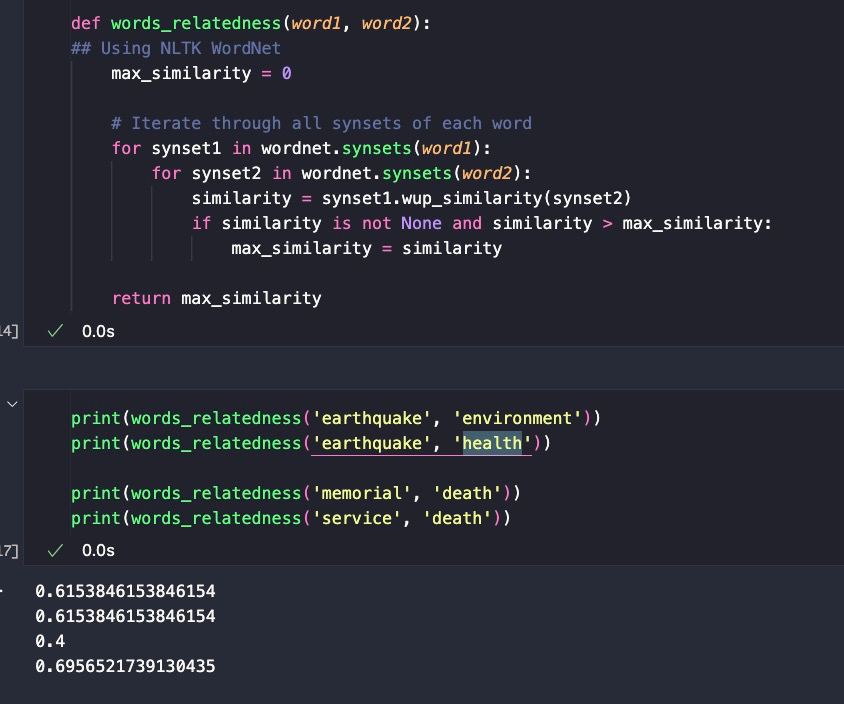 def words_relatedness(word1, word2):
## Using NLTK WordNet
    max_similarity = 0
    # Iterate through all synsets of each word
    for synset1 in wordnet.synsets(word1):
        for synset2 in wordnet.synsets(word2):
            similarity = synset1.wup_similarity(synset2)
            if similarity is not None and similarity > max_similarity:
                max_similarity = similarity
    return max_similarity
4] ✓ 0.0s
print(words_relatedness('earthquake', 'environment'))
print(words_relatedness('earthquake', 'health'))
print(words_relatedness('memorial', 'death'))
print(words_relatedness('service', 'death'))
17] ✓ 0.0s
0.6153846153846154
0.6153846153846154
0.4
0.6956521739130435